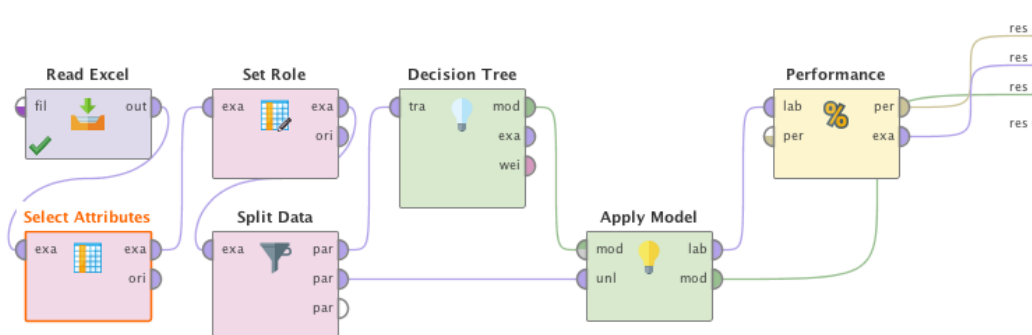 res
res
res
res
Read Excel
fil out
Set Role
exa exa
ori
Decision Tree
tra mod
exa
wei
Performance
lab per
per exa
%
Select Attributes
exa exa
ori
Split Data
exa par
par
par
Apply Model
mod lab
unl mod